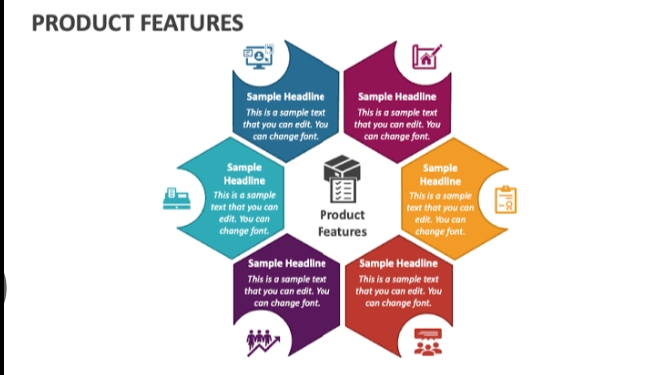 PRODUCT FEATURES
Sample Headline
This is a sample text
that you can edit. You
can change font.
Sample Headline
This is a sample text
that you can edit. You
can change font.
Sample
Headline
This is a sample
text that you can
edit. You can
change font.
Product
Features
Sample
Headline
This is a sample
text that you can
edit. You can
change font.
Sample Headline
This is a sample text
that you can edit. You
can change font.
Sample Headline
This is a sample text
that you can edit. You
can change font.